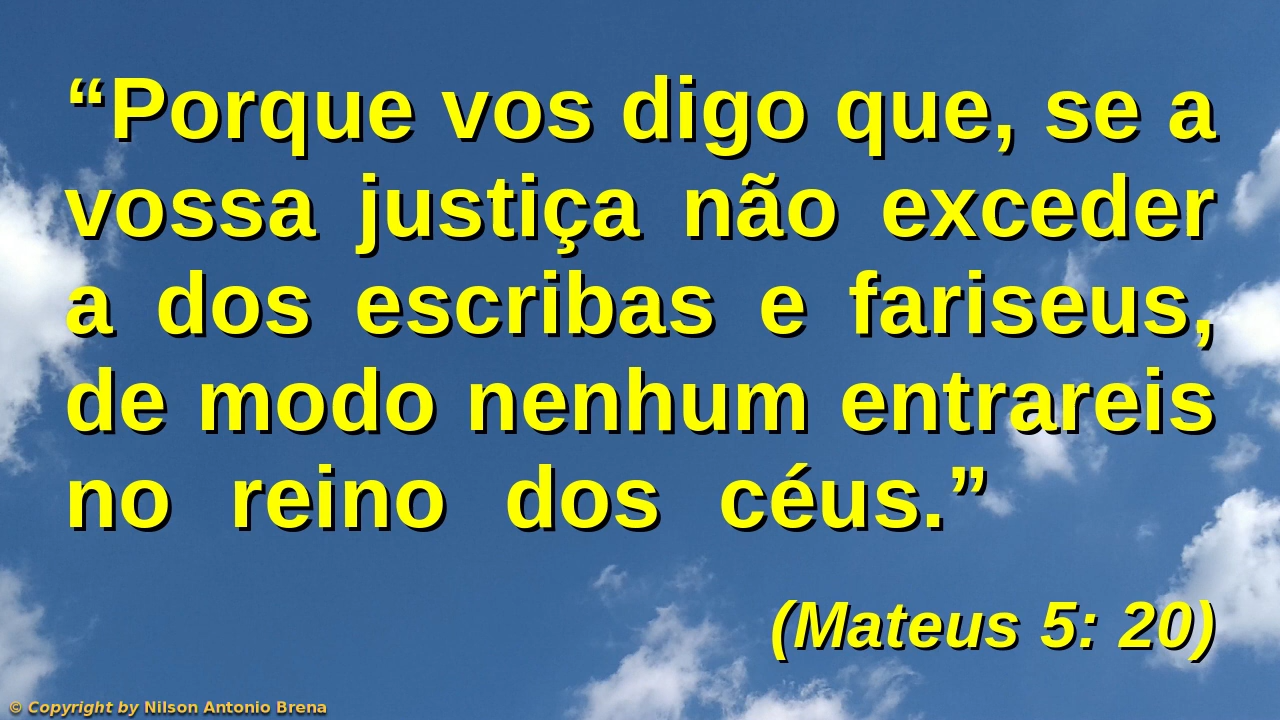 “Porque vos digo que, se a
vossa justiça não exceder
a dos escribas e fariseus,
de modo nenhum entrareis
no reino dos céus.”
(Mateus 5: 20)
© Copyright by Nilson Antonio Brena